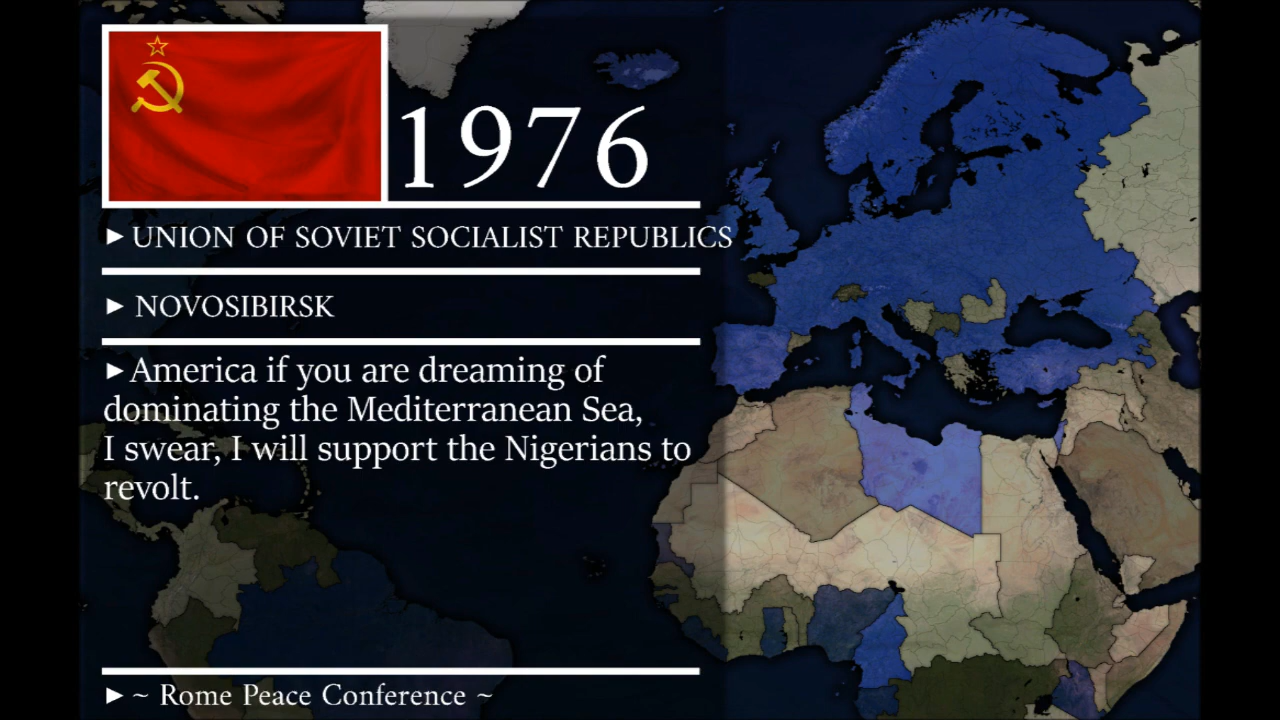 1976
►UNION OF SOVIET SOCIALIST REPUBLICS
► NOVOSIBIRSK
►America if you are dreaming of
dominating the Mediterranean Sea,
I swear, I will support the Nigerians to
revolt.
►~ Rome Peace Conference ~